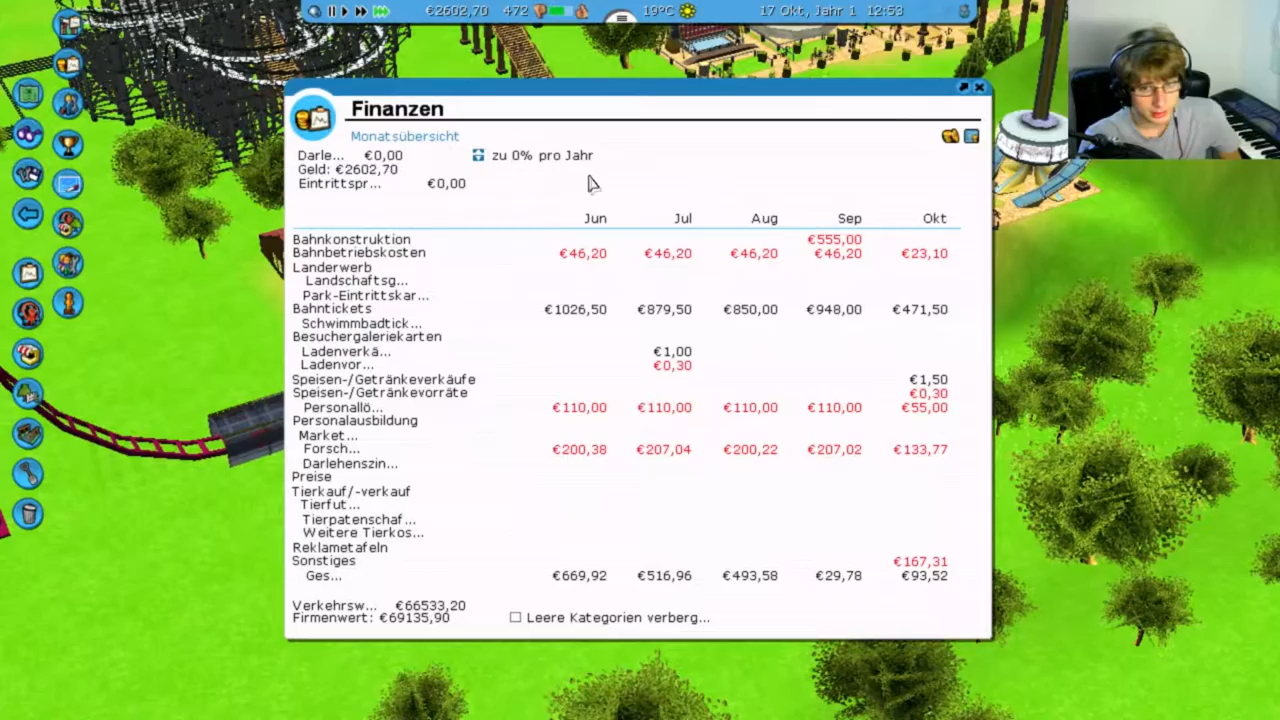 €2602,70 472 19°C 17 Okt, Jahr 1 12:53
Finanzen
Monatsübersicht
Darle... €0,00 zu 0% pro Jahr
Geld: €2602,70
Eintrittspr... €0,00
Jun Jul Aug Sep Okt
Bahnkonstruktion €555,00
Bahnbetriebskosten €46,20 €46,20 €46,20 €46,20 €23,10
Landerwerb
Landschaftsg...
Park-Eintrittskar...
Bahntickets €1026,50 €879,50 €850,00 €948,00 €471,50
Schwimmbadtick...
Besuchergaleriekarten
Ladenverkä... €1,00
Ladenvor... €0,30
Speisen-/Getränkeverkäufe €1,50
Speisen-/Getränkevorräte €0,30
Personallö... €110,00 €110,00 €110,00 €110,00 €55,00
Personalausbildung
Market...
Forsch... €200,38 €207,04 €200,22 €207,02 €133,77
Darlehenszin...
Preise
Tierkauf/-verkauf
Tierfut...
Tierpatenschaf...
Weitere Tierkos...
Reklametafeln
Sonstiges €167,31
Ges... €669,92 €516,96 €493,58 €29,78 €93,52
Verkehrsw... €66533,20
Firmenwert: €69135,90 Leere Kategorien verberg...